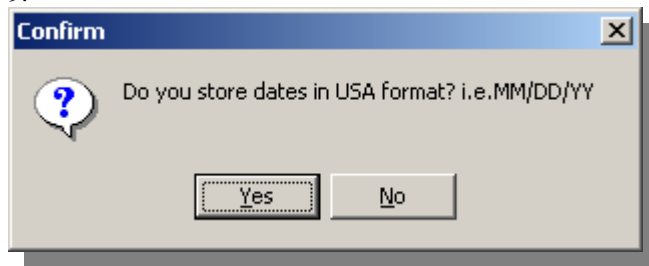 Confirm
Do you store dates in USA format? i.e.MM/DD/YY
Yes
No